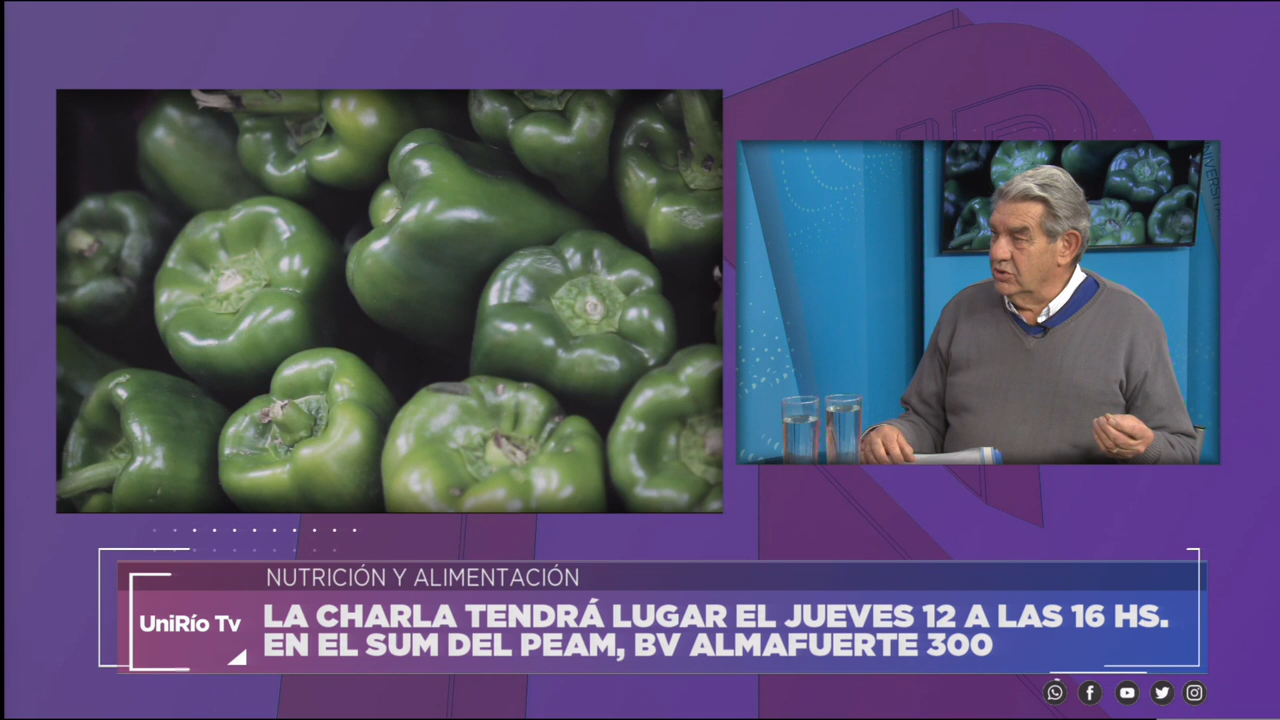 NUTRICIÓN Y ALIMENTACIÓN
UniRío Tv
LA CHARLA TENDRÁ LUGAR EL JUEVES 12 A LAS 16 HS.
EN EL SUM DEL PEAM, BV ALMAFUERTE 300